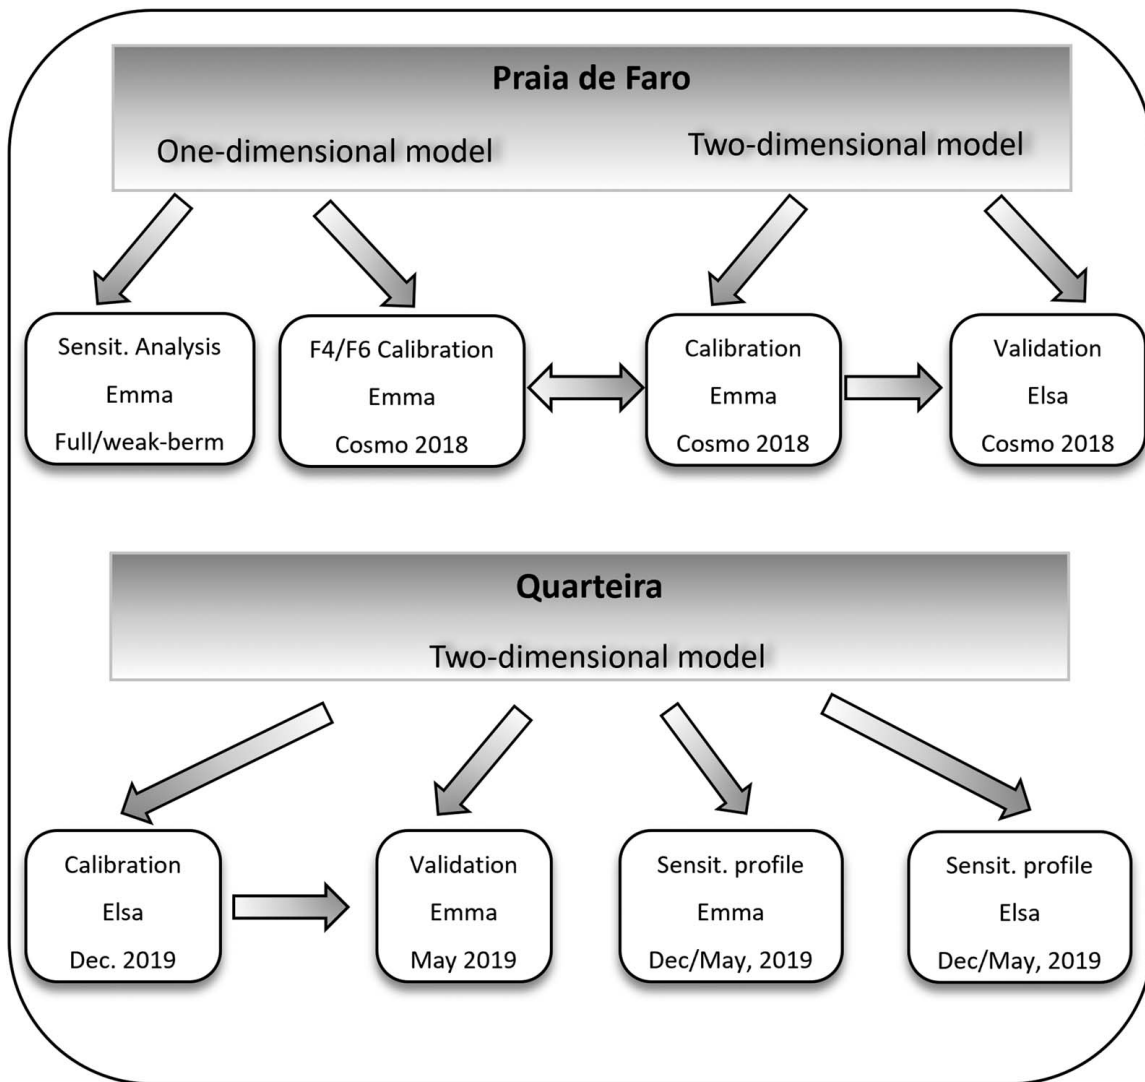 Praia de Faro
One-dimensional model
Two-dimensional model
Sensit. Analysis
Emma
Full/weak-berm
F4/F6 Calibration
Emma
Cosmo 2018
Calibration
Emma
Cosmo 2018
Validation
Elsa
Cosmo 2018
Quarteira
Two-dimensional model
Calibration
Elsa
Dec. 2019
Validation
Emma
May 2019
Sensit. profile
Emma
Dec/May, 2019
Sensit. profile
Elsa
Dec/May, 2019